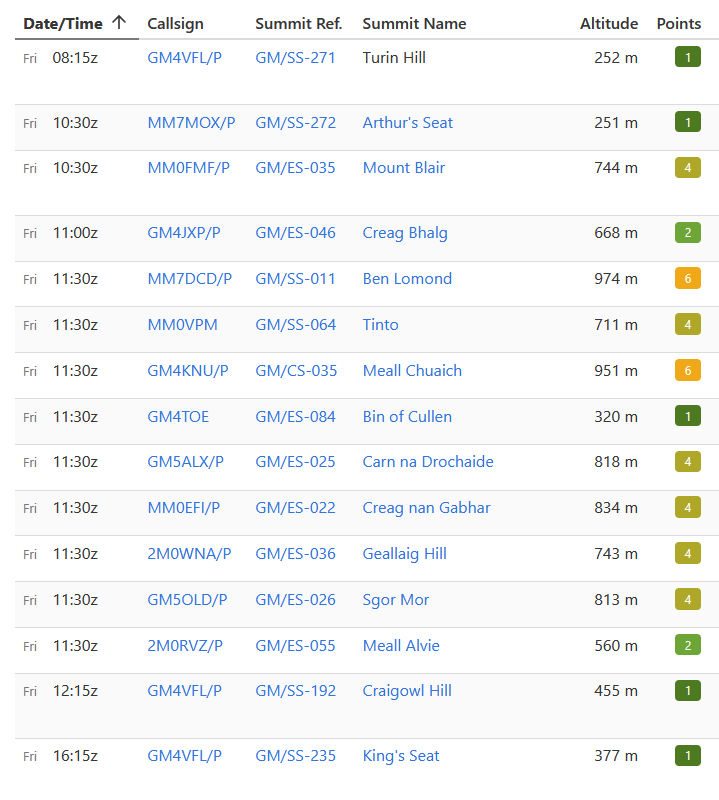 Date/Time ↑ Callsign Summit Ref. Summit Name Altitude Points
Fri 08:15z GM4VFL/P GM/SS-271 Turin Hill 252 m 1
Fri 10:30z MM7MOX/P GM/SS-272 Arthur's Seat 251 m 1
Fri 10:30z MM0FMF/P GM/ES-035 Mount Blair 744 m 4
Fri 11:00z GM4JXP/P GM/ES-046 Creag Bhalg 668 m 2
Fri 11:30z MM7DCD/P GM/SS-011 Ben Lomond 974 m 6
Fri 11:30z MM0VPM GM/SS-064 Tinto 711 m 4
Fri 11:30z GM4KNU/P GM/CS-035 Meall Chuaich 951 m 6
Fri 11:30z GM4TOE GM/ES-084 Bin of Cullen 320 m 1
Fri 11:30z GM5ALX/P GM/ES-025 Carn na Drochaide 818 m 4
Fri 11:30z MM0EFI/P GM/ES-022 Creag nan Gabhar 834 m 4
Fri 11:30z 2M0WNA/P GM/ES-036 Geallaig Hill 743 m 4
Fri 11:30z GM5OLD/P GM/ES-026 Sgor Mor 813 m 4
Fri 11:30z 2M0RVZ/P GM/ES-055 Meall Alvie 560 m 2
Fri 12:15z GM4VFL/P GM/SS-192 Craigowl Hill 455 m 1
Fri 16:15z GM4VFL/P GM/SS-235 King's Seat 377 m 1